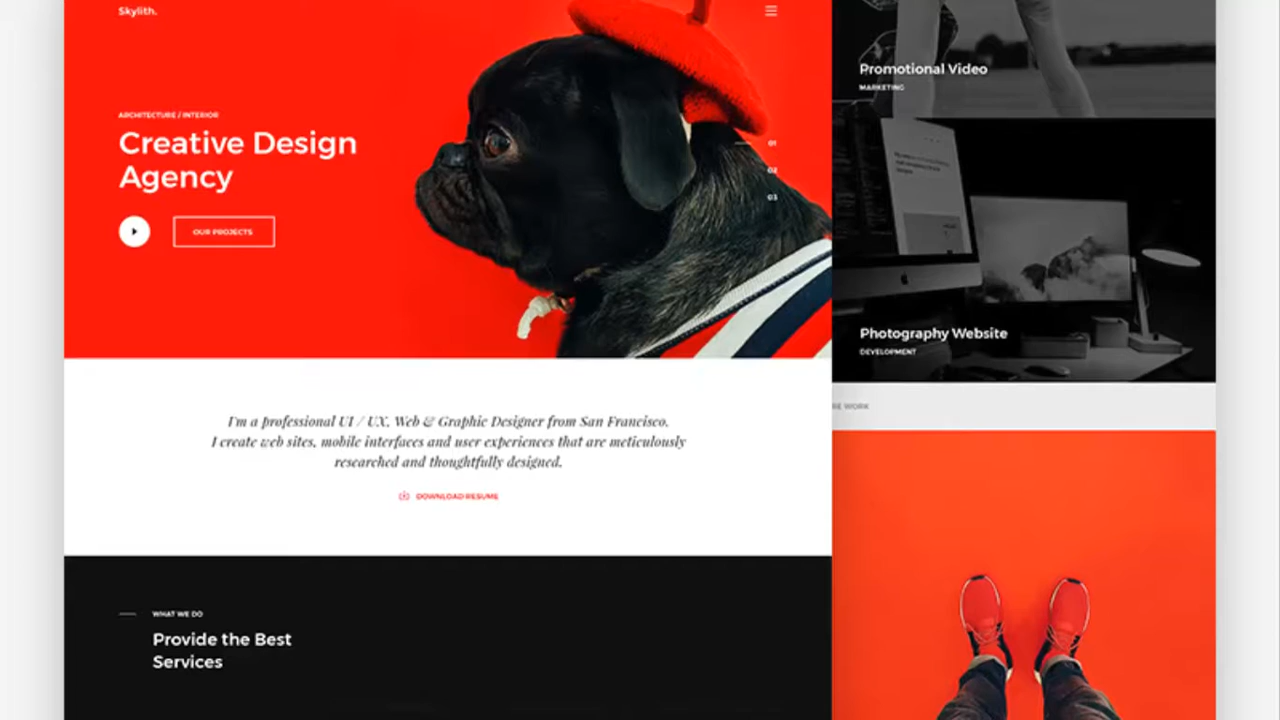 Skylith.
ARCHITECTURE / INTERIOR
Creative Design
Agency
OUR PROJECTS
01
02
03
I'm a professional UI / UX, Web & Graphic Designer from San Francisco.
I create web sites, mobile interfaces and user experiences that are meticulously
researched and thoughtfully designed.
DOWNLOAD RESUME
WHAT WE DO
Provide the Best
Services
Promotional Video
MARKETING
Photography Website
DEVELOPMENT
RE WORK